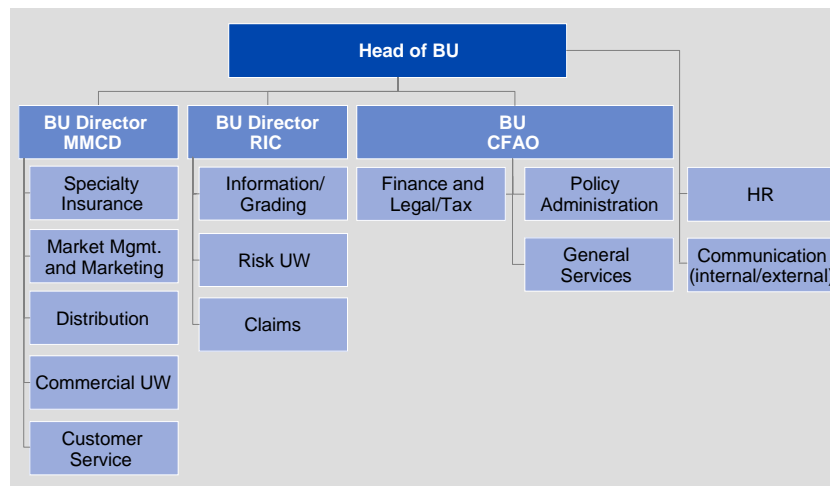 Head of BU
BU Director
MMCD
BU Director
RIC
BU
CFAO
Specialty
Insurance
Market Mgmt.
and Marketing
Distribution
Commercial UW
Customer
Service
Information/
Grading
Risk UW
Claims
Finance and
Legal/Tax
Policy
Administration
General
Services
HR
Communication
(internal/external)